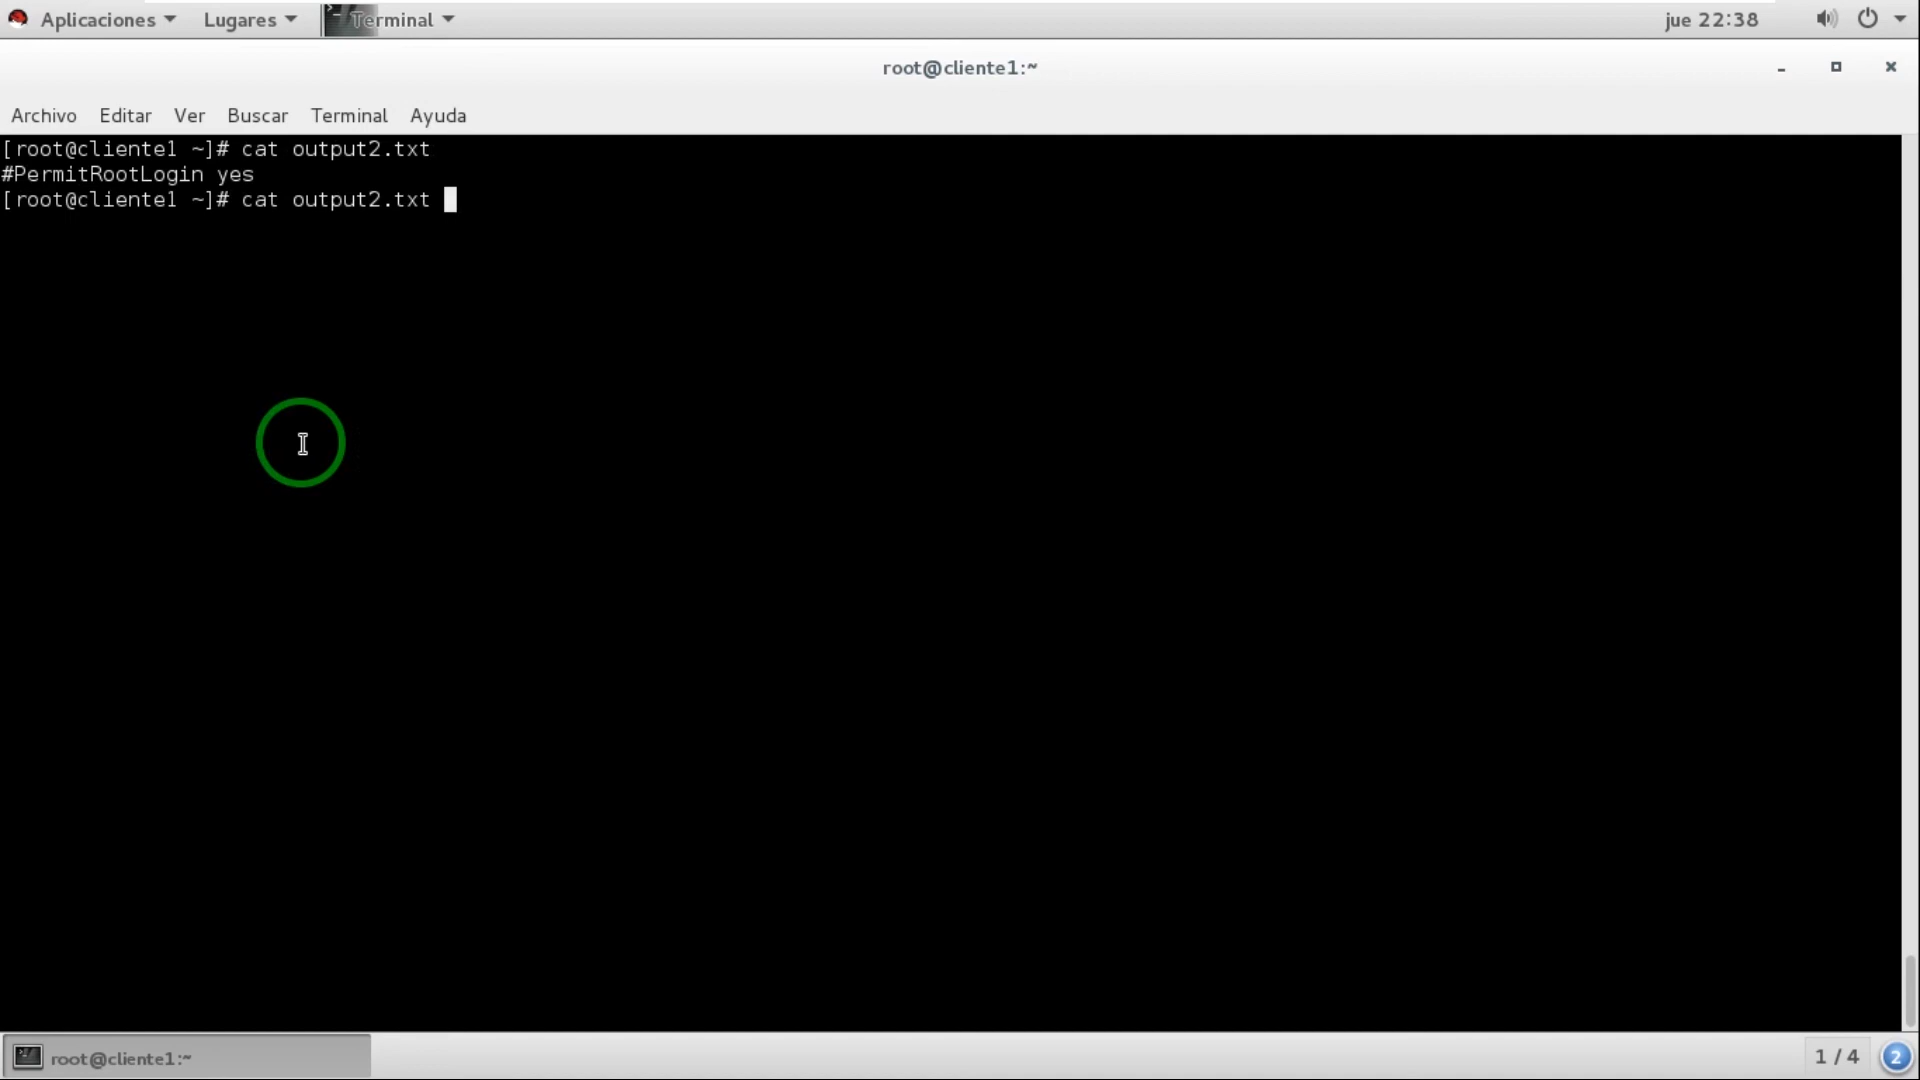 Aplicaciones Lugares Terminal jue 22:38
root@cliente1:~
Archivo Editar Ver Buscar Terminal Ayuda
[root@cliente1 ~]# cat output2.txt
#PermitRootLogin yes
[root@cliente1 ~]# cat output2.txt
root@cliente1:~ 1 / 4 2